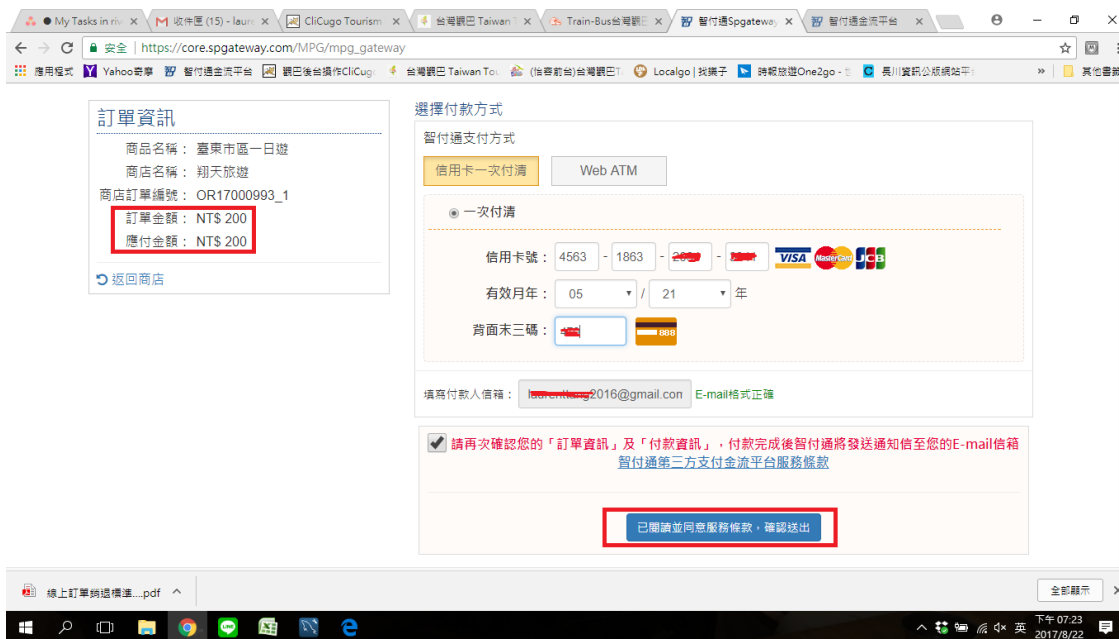 My Tasks in riv
收件匣 (15) - laure
CliCugo Tourism
台灣觀巴 Taiwan T
Train-Bus台灣觀巴
智付通Spgateway
智付通金流平台
安全 | https://core.spgateway.com/MPG/mpg_gateway
應用程式
Yahoo奇摩
智付通金流平台
觀巴後台操作CliCugo
台灣觀巴 Taiwan Tou
(怡容前台)台灣觀巴T
Localgo | 找樂子
時報旅遊One2go -
長川資訊公版網站平
»
其他書籤
訂單資訊
商品名稱： 臺東市區一日遊
商店名稱： 翔天旅遊
商店訂單編號： OR17000993_1
訂單金額： NT$ 200
應付金額： NT$ 200
返回商店
選擇付款方式
智付通支付方式
信用卡一次付清
Web ATM
一次付清
信用卡號： 4563 - 1863 - -
VISA MasterCard JCB
有效月年： 05 / 21 年
背面末三碼：
888
填寫付款人信箱： 2016@gmail.con E-mail格式正確
請再次確認您的「訂單資訊」及「付款資訊」，付款完成後智付通將發送通知信至您的E-mail信箱
智付通第三方支付金流平台服務條款
已閱讀並同意服務條款，確認送出
線上訂單銷退標準....pdf
全部顯示
英
下午 07:23
2017/8/22